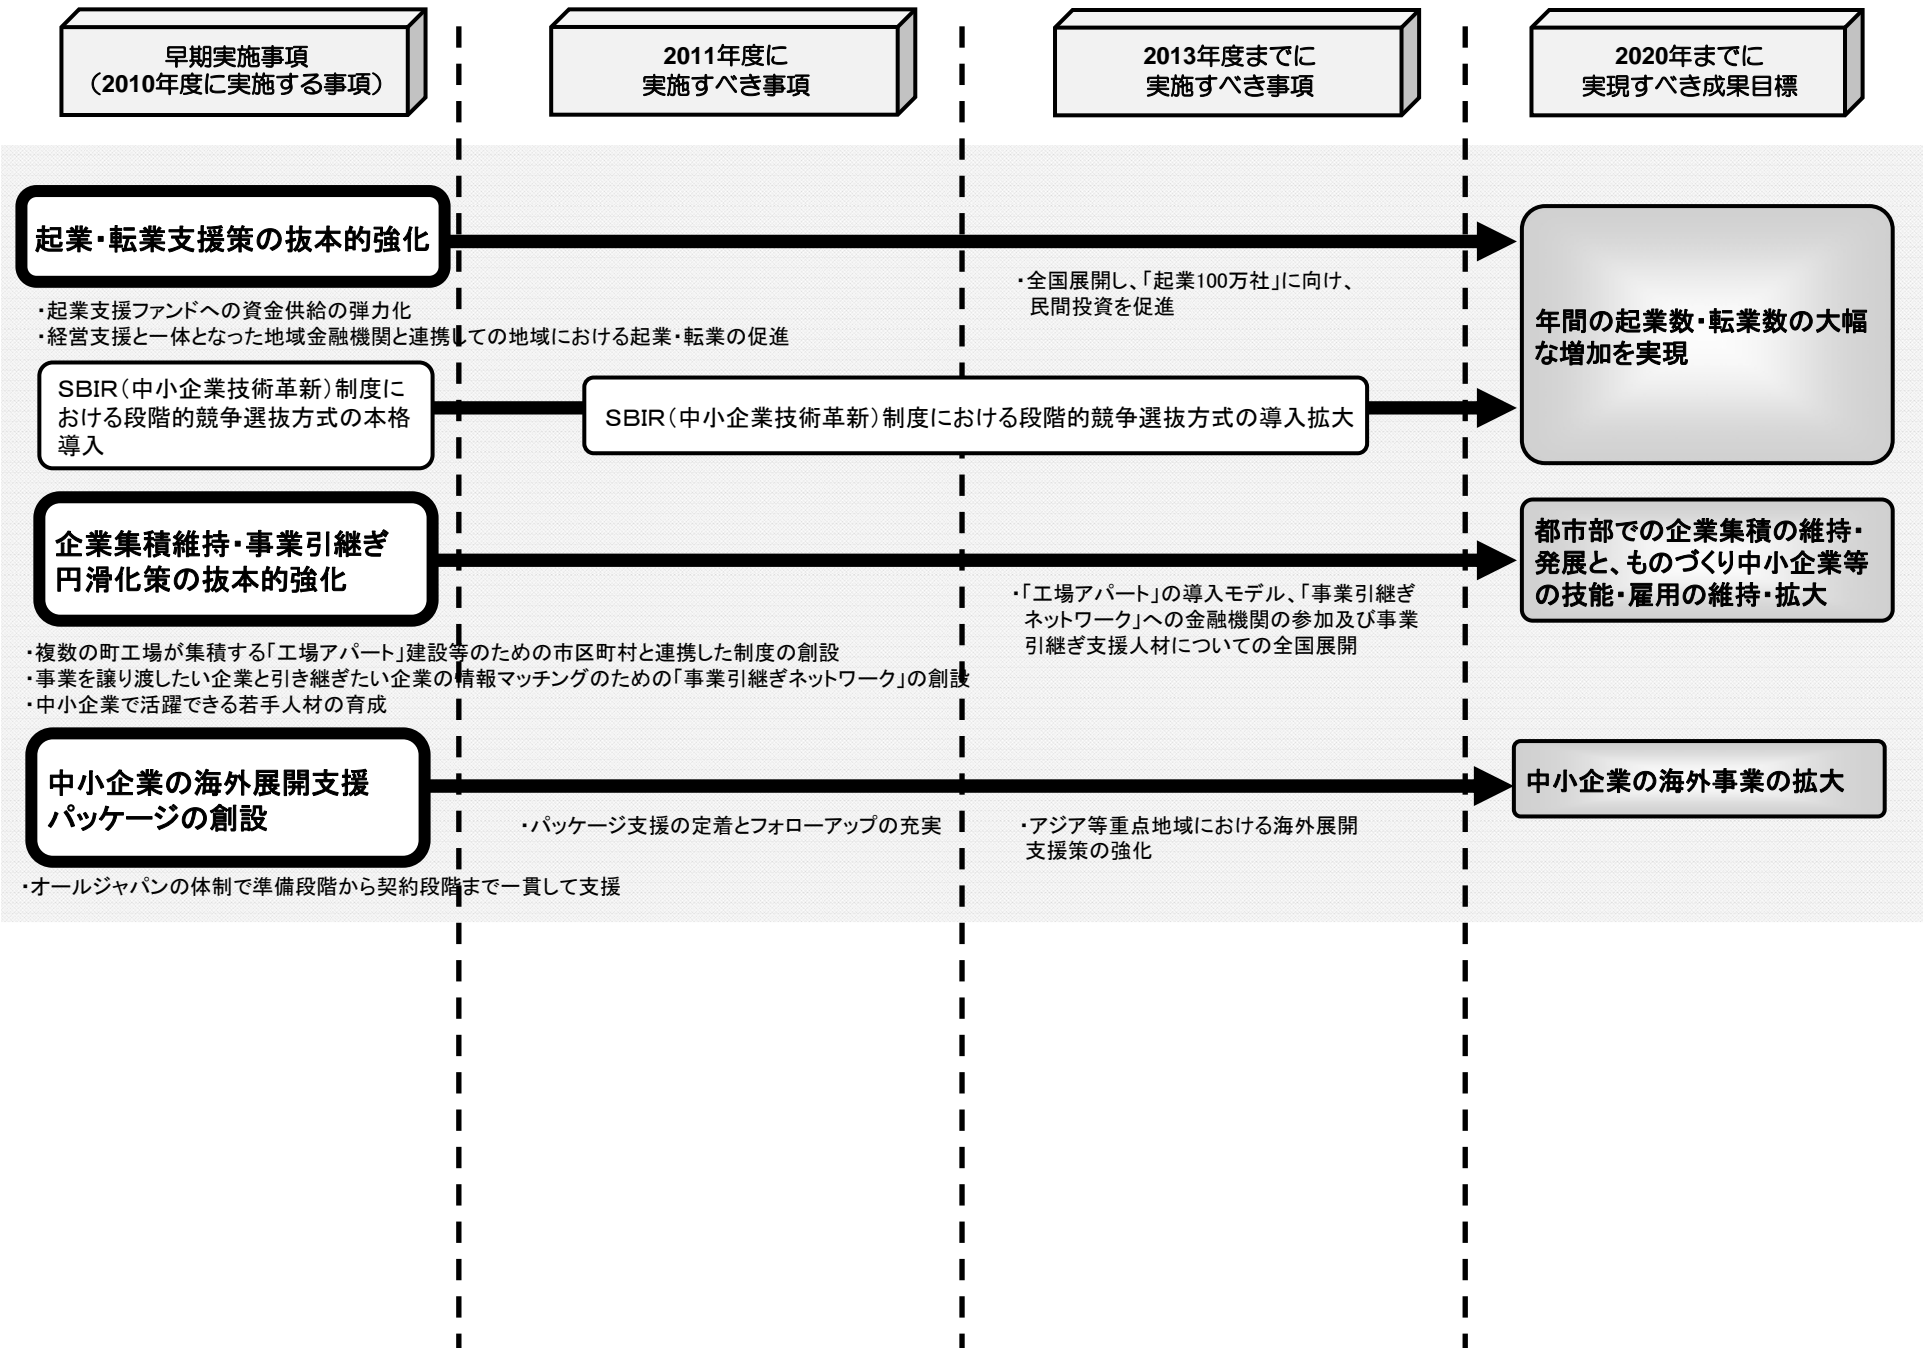 早期実施事項
（2010年度に実施する事項）
2011年度に
実施すべき事項
2013年度までに
実施すべき事項
2020年までに
実現すべき成果目標
起業・転業支援策の抜本的強化
・全国展開し、「起業100万社」に向け、
民間投資を促進
・起業支援ファンドへの資金供給の弾力化
・経営支援と一体となった地域金融機関と連携しての地域における起業・転業の促進
年間の起業数・転業数の大幅
な増加を実現
SBIR（中小企業技術革新）制度に
おける段階的競争選抜方式の本格
導入
SBIR（中小企業技術革新）制度における段階的競争選抜方式の導入拡大
企業集積維持・事業引継ぎ
円滑化策の抜本的強化
都市部での企業集積の維持・
発展と、ものづくり中小企業等
の技能・雇用の維持・拡大
・「工場アパート」の導入モデル、「事業引継ぎ
ネットワーク」への金融機関の参加及び事業
引継ぎ支援人材についての全国展開
・複数の町工場が集積する「工場アパート」建設等のための市区町村と連携した制度の創設
・事業を譲り渡したい企業と引き継ぎたい企業の情報マッチングのための「事業引継ぎネットワーク」の創設
・中小企業で活躍できる若手人材の育成
中小企業の海外展開支援
パッケージの創設
中小企業の海外事業の拡大
・パッケージ支援の定着とフォローアップの充実
・アジア等重点地域における海外展開
支援策の強化
・オールジャパンの体制で準備段階から契約段階まで一貫して支援